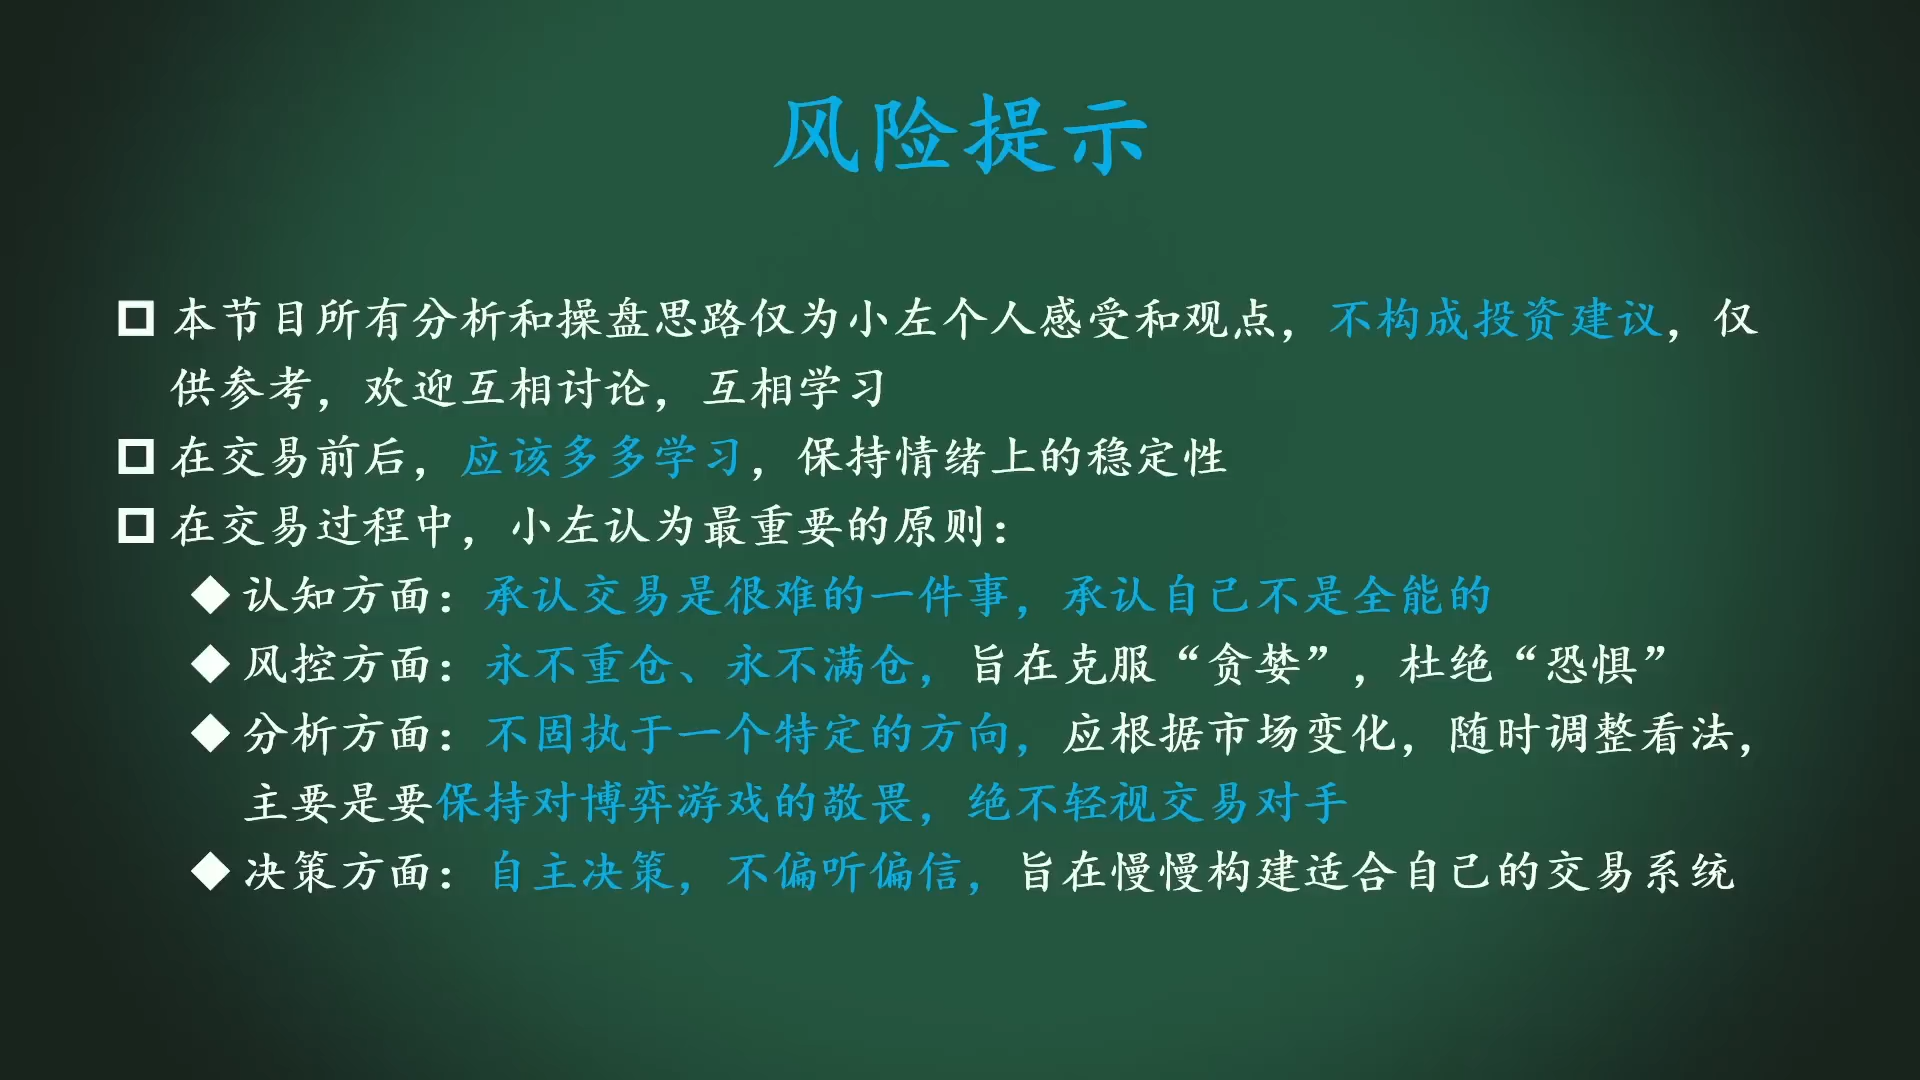 风险提示
本节目所有分析和操盘思路仅为小左个人感受和观点，不构成投资建议，仅
供参考，欢迎互相讨论，互相学习
在交易前后，应该多多学习，保持情绪上的稳定性
在交易过程中，小左认为最重要的原则：
认知方面：承认交易是很难的一件事，承认自己不是全能的
风控方面：永不重仓、永不满仓，旨在克服“贪婪”，杜绝“恐惧”
分析方面：不固执于一个特定的方向，应根据市场变化，随时调整看法，
主要是要保持对博弈游戏的敬畏，绝不轻视交易对手
决策方面：自主决策，不偏听偏信，旨在慢慢构建适合自己的交易系统